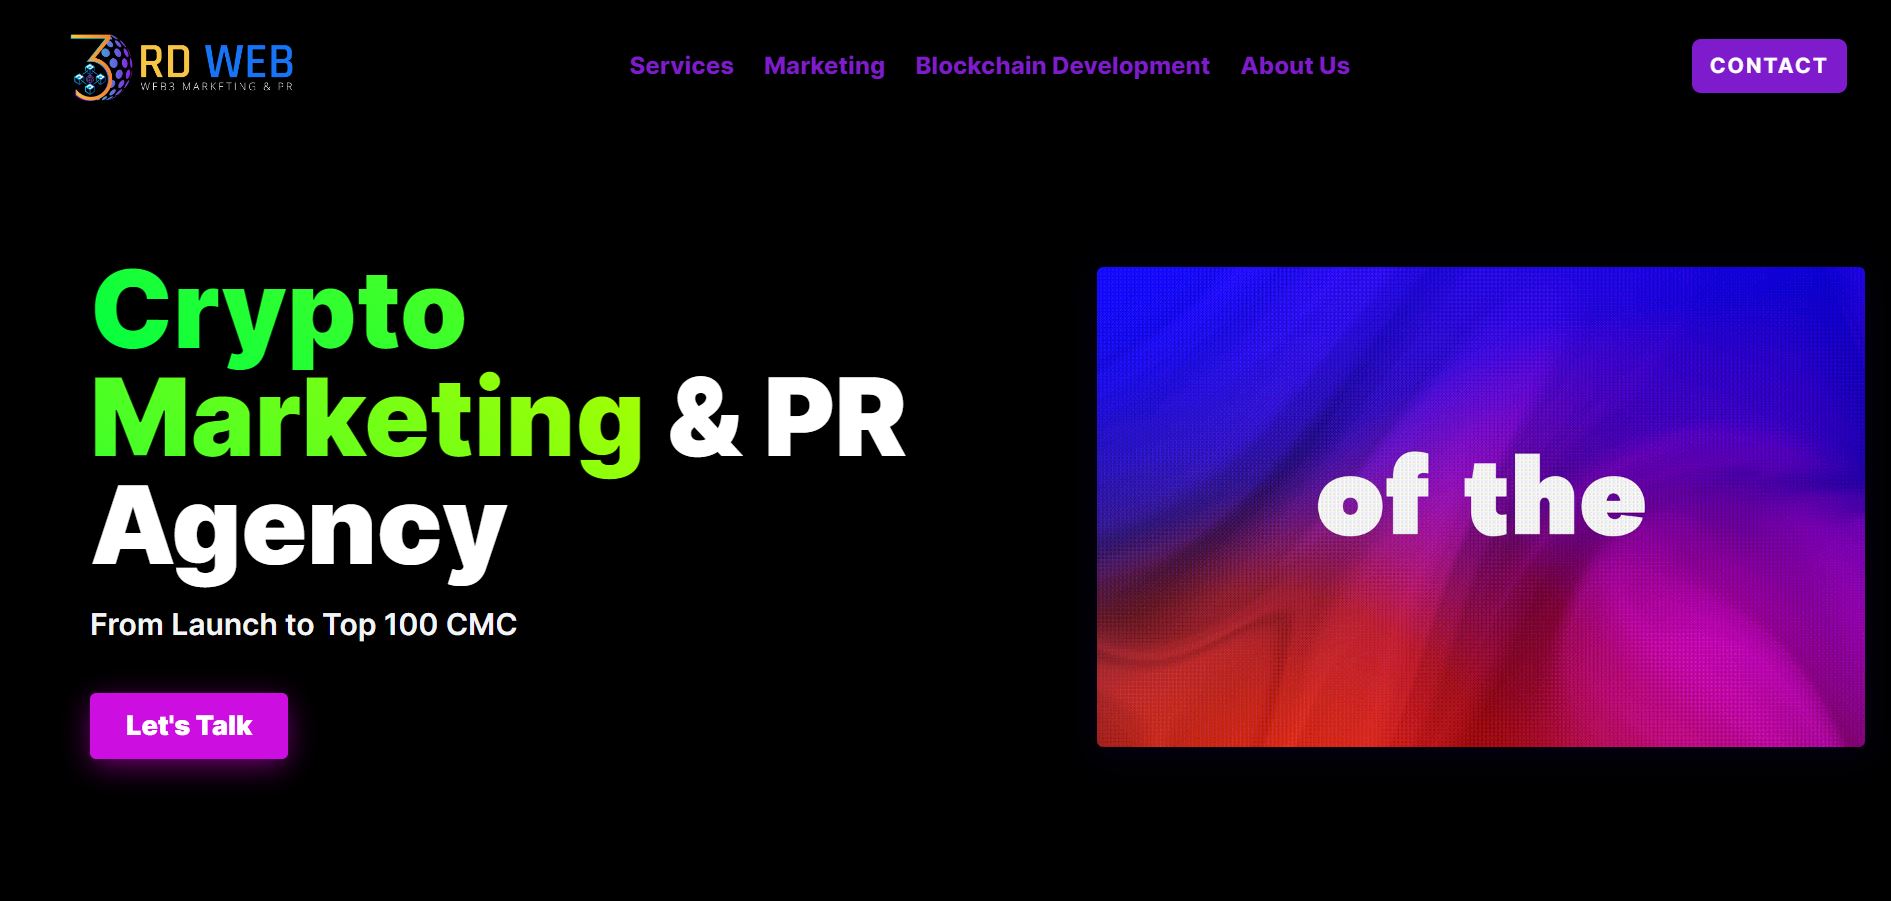 3RD WEB
WEB3 MARKETING & PR
Services Marketing Blockchain Development About Us
CONTACT
Crypto
Marketing & PR
Agency
From Launch to Top 100 CMC
Let's Talk
of the